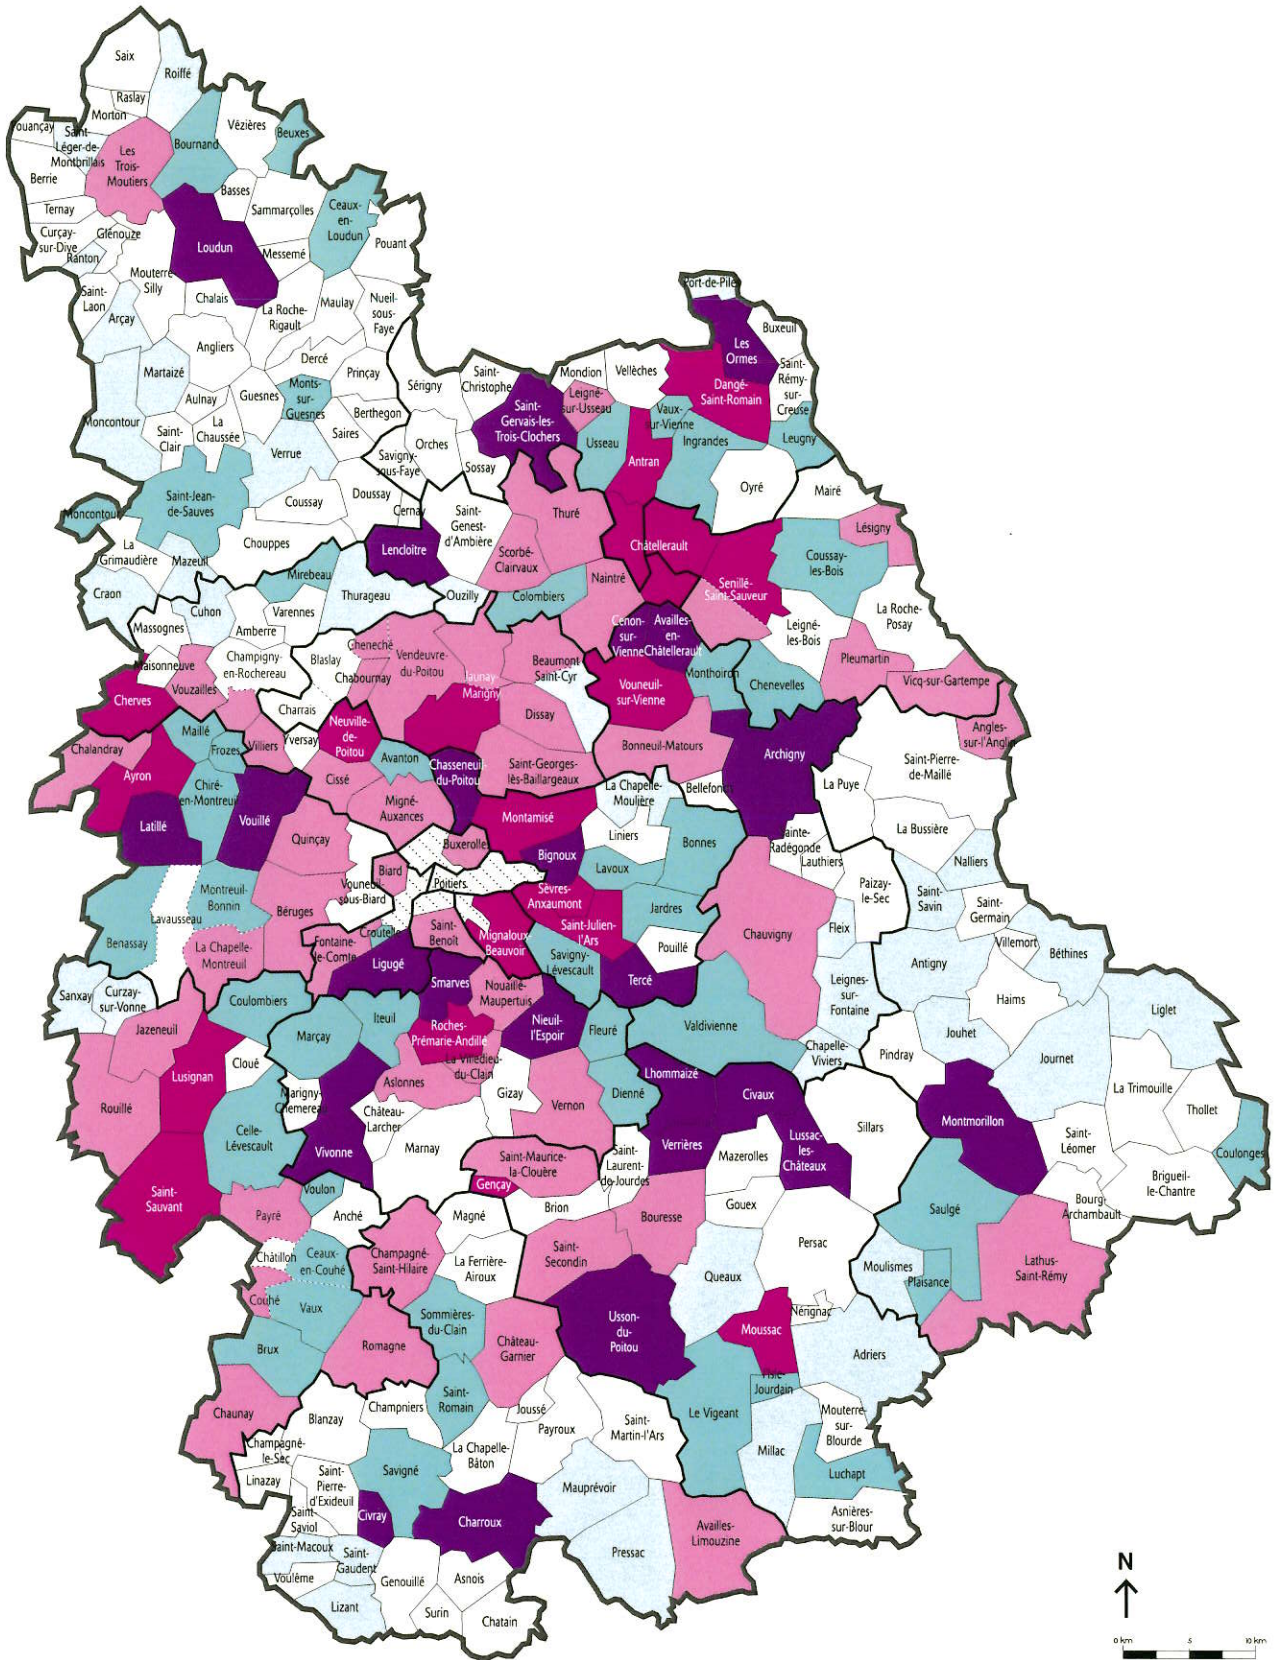 Saix
Roiffé
Raslay
Morton
Vézières
Beuxes
Bournand
Saint-
Léger-de-
Montbrillais
Les
Trois-
Moutiers
Berrie
Basses
Ternay
Sammarçolles
Ceaux-
en-
Loudun
Curçay-
sur-Dive
Glénouze
Ranton
Loudun
Messemé
Pouant
Mouterre
Silly
Saint-
Laon
Arçay
Chalais
La Roche-
Rigault
Maulay
Nueil-
sous-
Faye
Angliers
Dercé
Martaizé
Prinçay
Aulnay
Guesnes
Monts-
sur-
Guesnes
Berthegon
Saires
Moncontour
Saint-
Clair
La
Chaussée
Verrue
Saint-Jean-
de-Sauves
Coussay
Doussay
Cernay
Moncontour
La
Grimaudière
Mazeuil
Chouppes
Craon
Sérigny
Saint-
Christophe
Orches
Savigny-
sous-Faye
Sossay
Saint-
Genest-
d'Ambière
Lencloître
Saint-
Gervais-les-
Trois-Clochers
Mondion
Vellèches
Leigné-
sur-Usseau
Usseau
Vaux-
sur-Vienne
Antran
Ingrandes
Port-de-Piles
Buxeuil
Les
Ormes
Dangé-
Saint-Romain
Saint-
Rémy-
sur-
Creuse
Leugny
Oyré
Mairé
Thuré
Scorbé-
Clairvaux
Châtellerault
Lésigny
Coussay-
les-Bois
Naintré
Senillé-
Saint-Sauveur
La Roche-
Posay
Leigné-
les-Bois
Pleumartin
Vicq-sur-Gartempe
Angles-
sur-l'Anglin
Mirebeau
Thurageau
Ouzilly
Colombiers
Cuhon
Varennes
Massognes
Amberre
Maisonneuve
Champigny-
en-Rochereau
Blaslay
Cheneché
Chabournay
Vendeuvre-
du-Poitou
Jaunay-
Marigny
Beaumont
Saint-Cyr
Cenon-
sur-
Vienne
Availles-
en-
Châtellerault
Monthoiron
Chenevelles
Vouneuil-
sur-Vienne
Cherves
Vouzailles
Charrais
Dissay
Maillé
Frozes
Villiers
Yversay
Neuville-
de-
Poitou
Avanton
Chasseneuil-
du-Poitou
Saint-Georges-
lès-Baillargeaux
Bonneuil-Matours
Archigny
Chalandray
Ayron
Chiré-
en-Montreuil
Cissé
Migné-
Auxances
La Chapelle-
Moulière
Bellefonds
La Puye
Saint-Pierre-
de-Maillé
Latillé
Vouillé
Quinçay
Montamisé
Liniers
Bonnes
Sainte-
Radégonde
Lauthiers
La Bussière
Nalliers
Buxerolles
Bignoux
Lavoux
Biard
Poitiers
Vouneuil-
sous-Biard
Paizay-
le-Sec
Saint-
Savin
Saint-
Germain
Lavausseau
Montreuil-
Bonnin
Béruges
Sèvres-
Anxaumont
Jardres
Benassay
Croutelle
Saint-
Benoît
Mignaloux-
Beauvoir
Saint-Julien-
l'Ars
Pouillé
Chauvigny
Fleix
Villemort
Béthines
La Chapelle-
Montreuil
Fontaine-
le-Comte
Ligugé
Savigny-
Lévescault
Tercé
Antigny
Leignes-
sur-
Fontaine
Haims
Liglet
Sanxay
Curzay-
sur-Vonne
Coulombiers
Smarves
Nouaillé-
Maupertuis
Jazeneuil
Iteuil
Marçay
Roches-
Prémarie-Andillé
Nieuil-
l'Espoir
Fleuré
Valdivienne
Chapelle-
Viviers
Jouhet
Pindray
Journet
La Trimouille
Thollet
Lusignan
Cloué
La Villedieu-
du-Clain
Aslonnes
Gizay
Dienné
Lhommaizé
Civaux
Rouillé
Marigny-
Chemereau
Château-
Larcher
Vernon
Montmorillon
Sillars
Celle-
Lévescault
Vivonne
Marnay
Verrières
Mazerolles
Lussac-
les-
Châteaux
Saint-
Léomer
Coulonges
Saint-Maurice-
la-Clouère
Gençay
Saint-
Laurent-
de-Jourdes
Brigueil-
le-Chantre
Bourg-
Archambault
Saint-
Sauvant
Voulon
Anché
Payré
Magné
Brion
Bouresse
Gouex
Saulgé
Châtillon
Ceaux-
en-Couhé
Champagné-
Saint-Hilaire
La Ferrière-
Airoux
Saint-
Secondin
Persac
Queaux
Moulismes
Plaisance
Lathus-
Saint-Rémy
Couhé
Vaux
Sommières-
du-Clain
Usson-
du-
Poitou
Nérignac
Moussac
Adriers
Brux
Romagne
Château-
Garnier
l'Isle-
Jourdain
Chaunay
Blanzay
Champniers
Saint-
Romain
Joussé
Payroux
Saint-
Martin-l'Ars
Le Vigeant
Mouterre-
sur-
Blourde
Champagné-
le-Sec
La Chapelle-
Bâton
Millac
Linazay
Saint-
Pierre-
d'Exideuil
Savigné
Mauprévoir
Luchapt
Saint-
Saviol
Civray
Charroux
Asnières-
sur-Blour
Availles-
Limouzine
Saint-Macoux
Saint-
Gaudent
Pressac
Voulême
Genouillé
Asnois
Lizant
Surin
Chatain
N
0 km
5
10 km